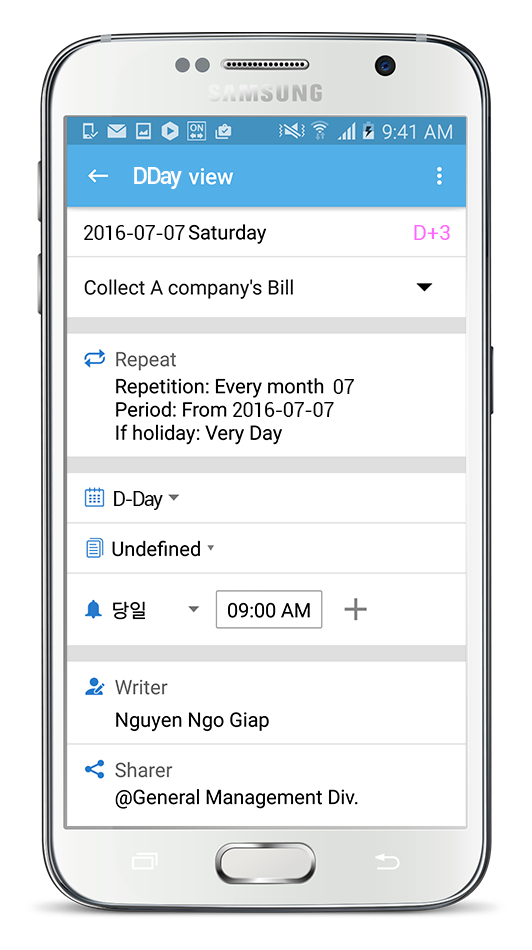 SAMSUNG
ON
9:41 AM
DDay view
2016-07-07 Saturday D+3
Collect A company's Bill
Repeat
Repetition: Every month 07
Period: From 2016-07-07
If holiday: Very Day
D-Day
Undefined
당일 09:00 AM
Writer
Nguyen Ngo Giap
Sharer
@General Management Div.